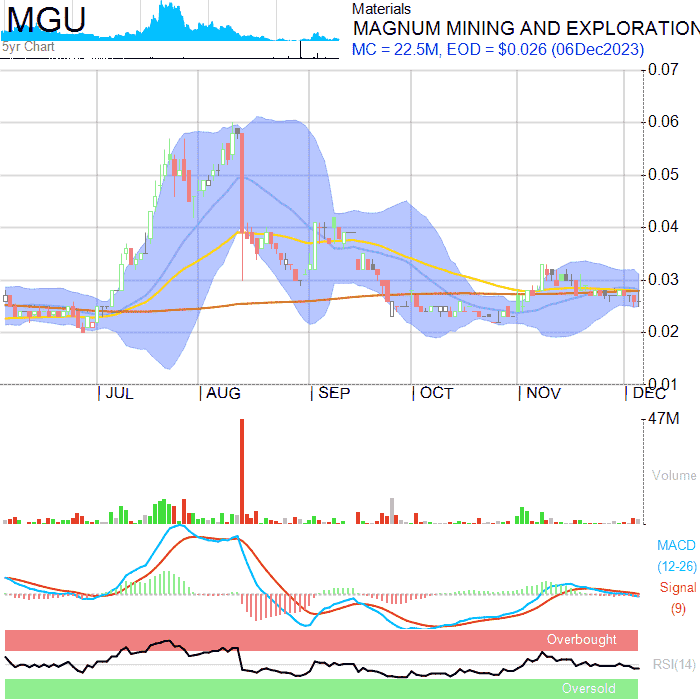 MGU
5yr Chart
Materials
MAGNUM MINING AND EXPLORATION
MC = 22.5M, EOD = $0.026 (06Dec2023)
0.07
0.06
0.05
0.04
0.03
0.02
0.01
JUL
AUG
SEP
OCT
NOV
DEC
47M
Volume
MACD
(12-26)
Signal
(9)
Overbought
RSI(14)
Oversold